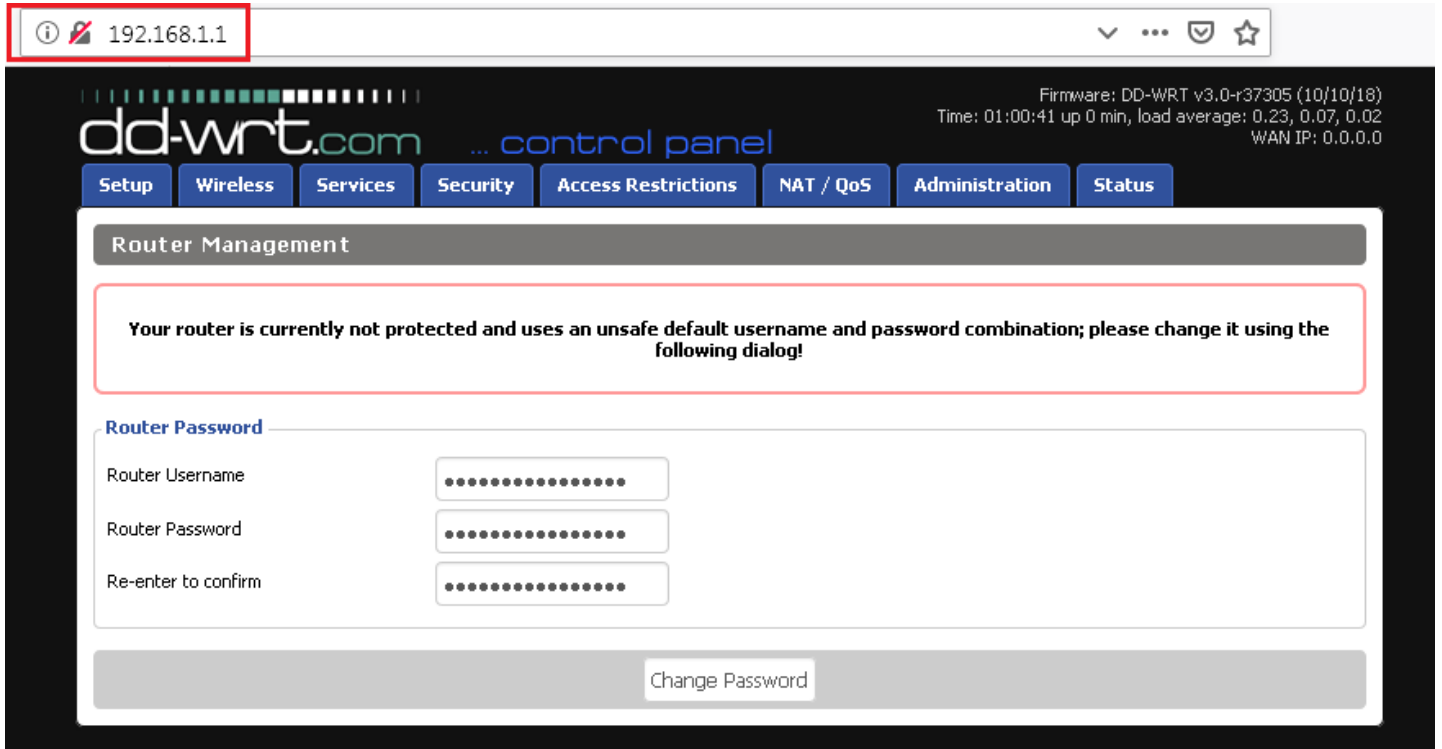 192.168.1.1
Firmware: DD-WRT v3.0-r37305 (10/10/18)
Time: 01:00:41 up 0 min, load average: 0.23, 0.07, 0.02
WAN IP: 0.0.0.0
dd-wrt.com ... control panel
Setup Wireless Services Security Access Restrictions NAT / QoS Administration Status
Router Management
Your router is currently not protected and uses an unsafe default username and password combination; please change it using the
following dialog!
Router Password
Router Username ●●●●●●●●●●●●●●●●
Router Password ●●●●●●●●●●●●●●●●
Re-enter to confirm ●●●●●●●●●●●●●●●●
Change Password